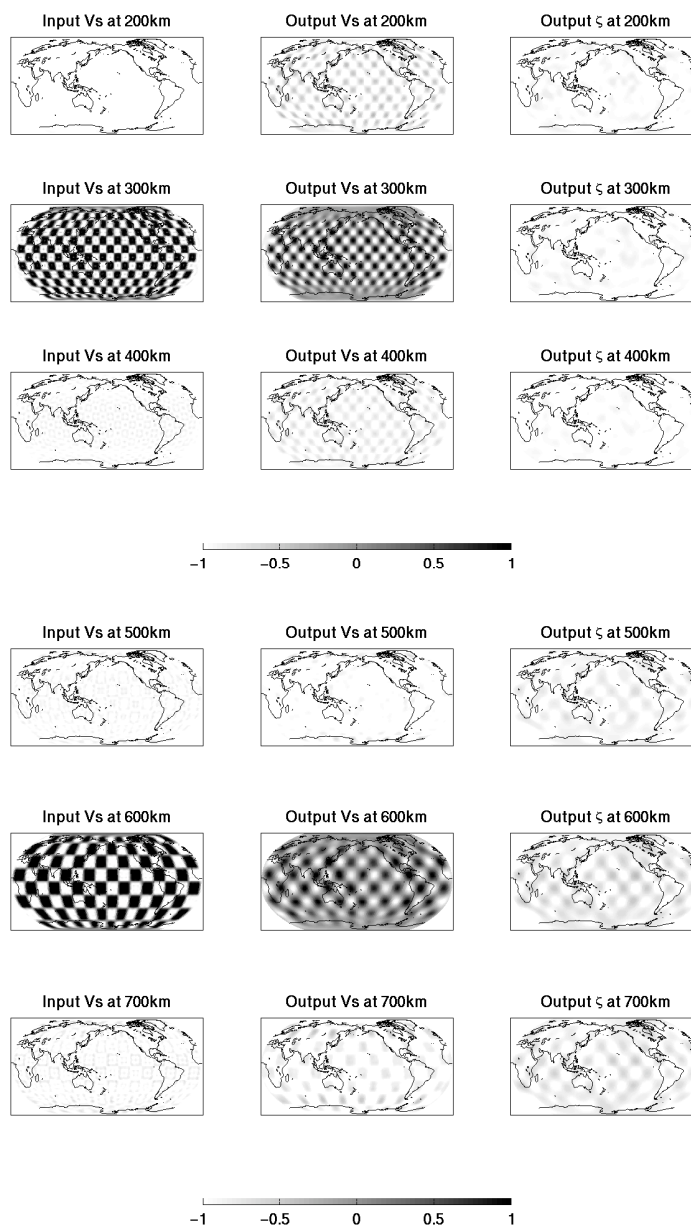 Input Vs at 200km Output Vs at 200km Output ς at 200km
Input Vs at 300km Output Vs at 300km Output ς at 300km
Input Vs at 400km Output Vs at 400km Output ς at 400km
−1 −0.5 0 0.5 1
Input Vs at 500km Output Vs at 500km Output ς at 500km
Input Vs at 600km Output Vs at 600km Output ς at 600km
Input Vs at 700km Output Vs at 700km Output ς at 700km
−1 −0.5 0 0.5 1